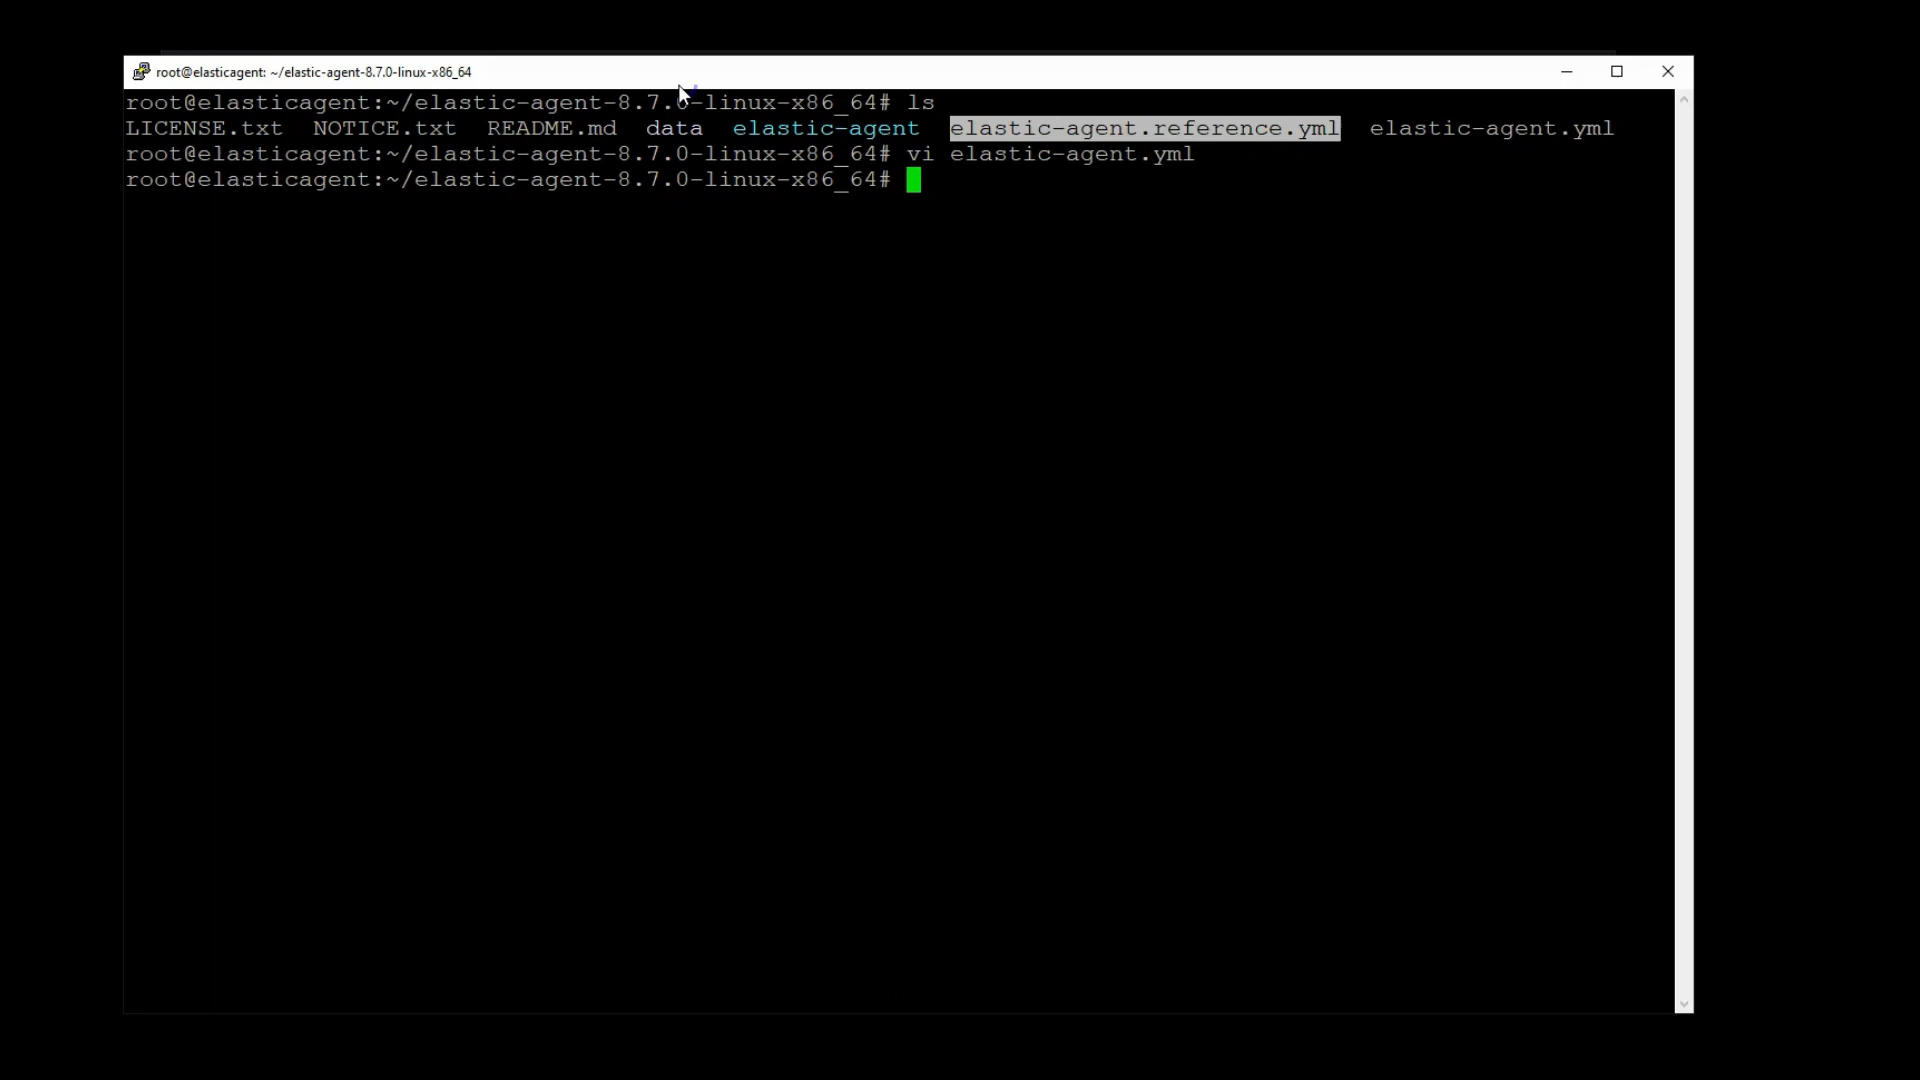 root@elasticagent: ~/elastic-agent-8.7.0-linux-x86_64
root@elasticagent:~/elastic-agent-8.7.0-linux-x86_64# ls
LICENSE.txt  NOTICE.txt  README.md  data  elastic-agent  elastic-agent.reference.yml  elastic-agent.yml
root@elasticagent:~/elastic-agent-8.7.0-linux-x86_64# vi elastic-agent.yml
root@elasticagent:~/elastic-agent-8.7.0-linux-x86_64#